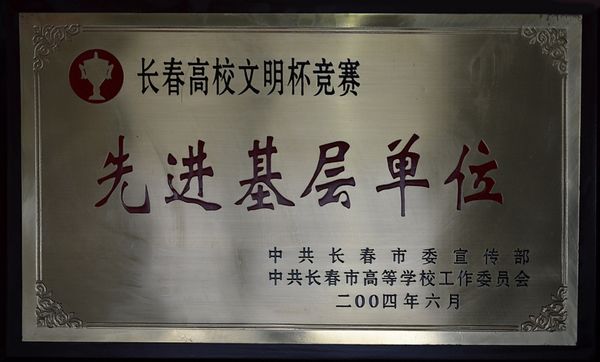 长春高校文明杯竞赛
先进基层单位
中共长春市委宣传部
中共长春市高等学校工作委员会
二00四年六月